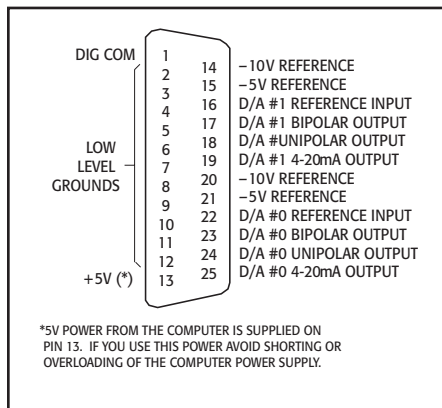 DIG COM
LOW
LEVEL
GROUNDS
+5V (*)
1
2
3
4
5
6
7
8
9
10
11
12
13
14 –10V REFERENCE
15 –5V REFERENCE
16 D/A #1 REFERENCE INPUT
17 D/A #1 BIPOLAR OUTPUT
18 D/A #UNIPOLAR OUTPUT
19 D/A #1 4-20mA OUTPUT
20 –10V REFERENCE
21 –5V REFERENCE
22 D/A #0 REFERENCE INPUT
23 D/A #0 BIPOLAR OUTPUT
24 D/A #0 UNIPOLAR OUTPUT
25 D/A #0 4-20mA OUTPUT
*5V POWER FROM THE COMPUTER IS SUPPLIED ON
PIN 13. IF YOU USE THIS POWER AVOID SHORTING OR
OVERLOADING OF THE COMPUTER POWER SUPPLY.